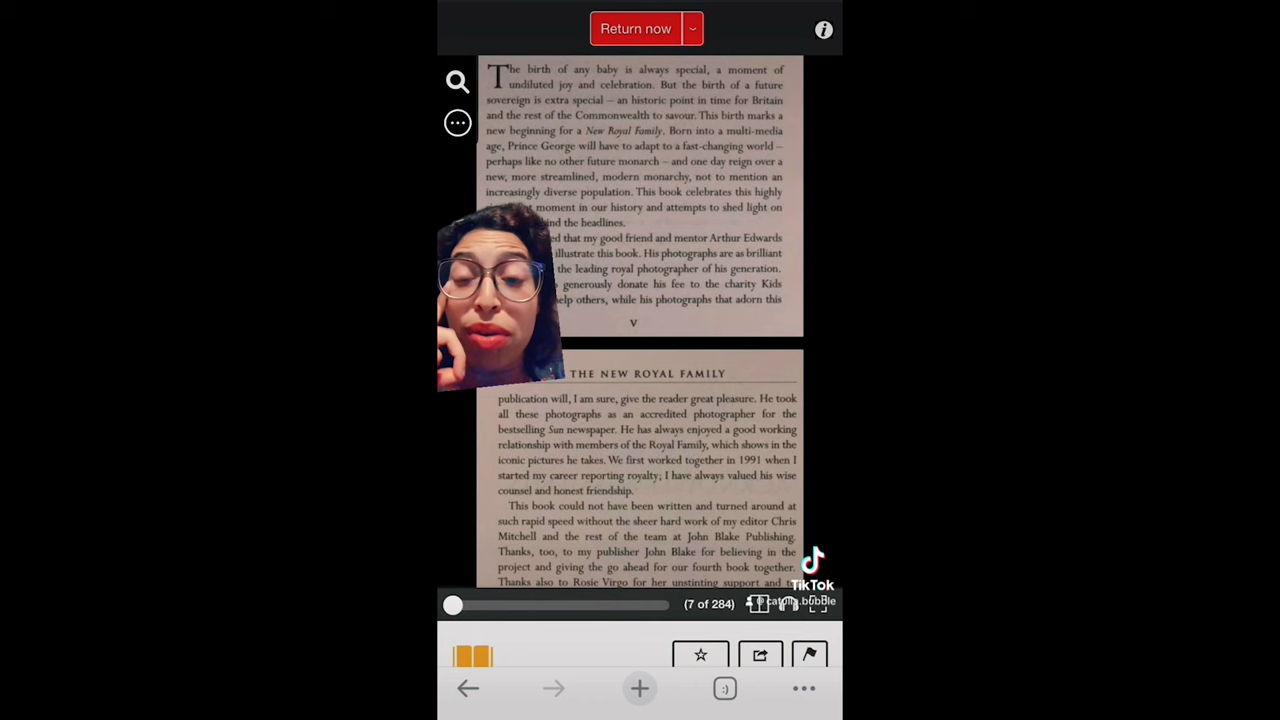 Return now
The birth of any baby is always special, a moment of
undiluted joy and celebration. But the birth of a future
sovereign is extra special – an historic point in time for Britain
and the rest of the Commonwealth to savour. This birth marks a
new beginning for a New Royal Family. Born into a multi-media
age, Prince George will have to adapt to a fast-changing world –
perhaps like no other future monarch – and one day reign over a
new, more streamlined, modern monarchy, not to mention an
increasingly diverse population. This book celebrates this highly
moment in our history and attempts to shed light on
the headlines.
that my good friend and mentor Arthur Edwards
illustrate this book. His photographs are as brilliant
the leading royal photographer of his generation.
generously donate his fee to the charity Kids
help others, while his photographs that adorn this
V
THE NEW ROYAL FAMILY
publication will, I am sure, give the reader great pleasure. He took
all these photographs as an accredited photographer for the
bestselling Sun newspaper. He has always enjoyed a good working
relationship with members of the Royal Family, which shows in the
iconic pictures he takes. We first worked together in 1991 when I
started my career reporting royalty; I have always valued his wise
counsel and honest friendship.
This book could not have been written and turned around at
such rapid speed without the sheer hard work of my editor Chris
Mitchell and the rest of the team at John Blake Publishing.
Thanks, too, to my publisher John Blake for believing in the
project and giving the go ahead for our fourth book together.
Thanks also to Rosie Virgo for her unstinting support and
TikTok
(7 of 284)
:)